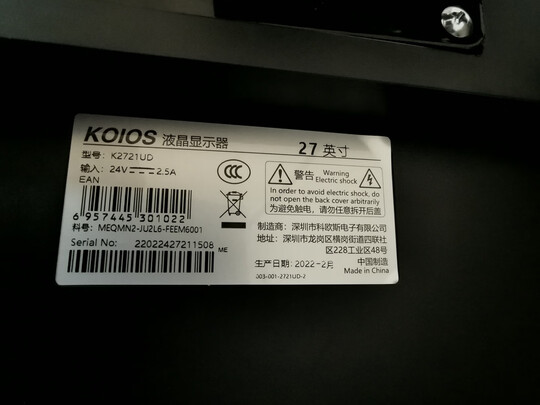 KOIOS 液晶显示器 27 英寸
型号: K2721UD
输入: 24V 2.5A
EAN
6 957445 301022
料号: MEQMN2-JU2L6-FEEM6001
Serial No:
22022427211508 ME
CCC
警告 Warning
Electric shock
In order to avoid electric shock, do
not open the back cover arbitrarily
为避免触电, 请勿任意拆开后盖
制造商: 深圳市科欧斯电子有限公司
地址: 深圳市龙岗区横岗街道四联社
区228工业区48号
生产日期: 2022-2月 中国制造
Made in China
003-001-2721UD-2